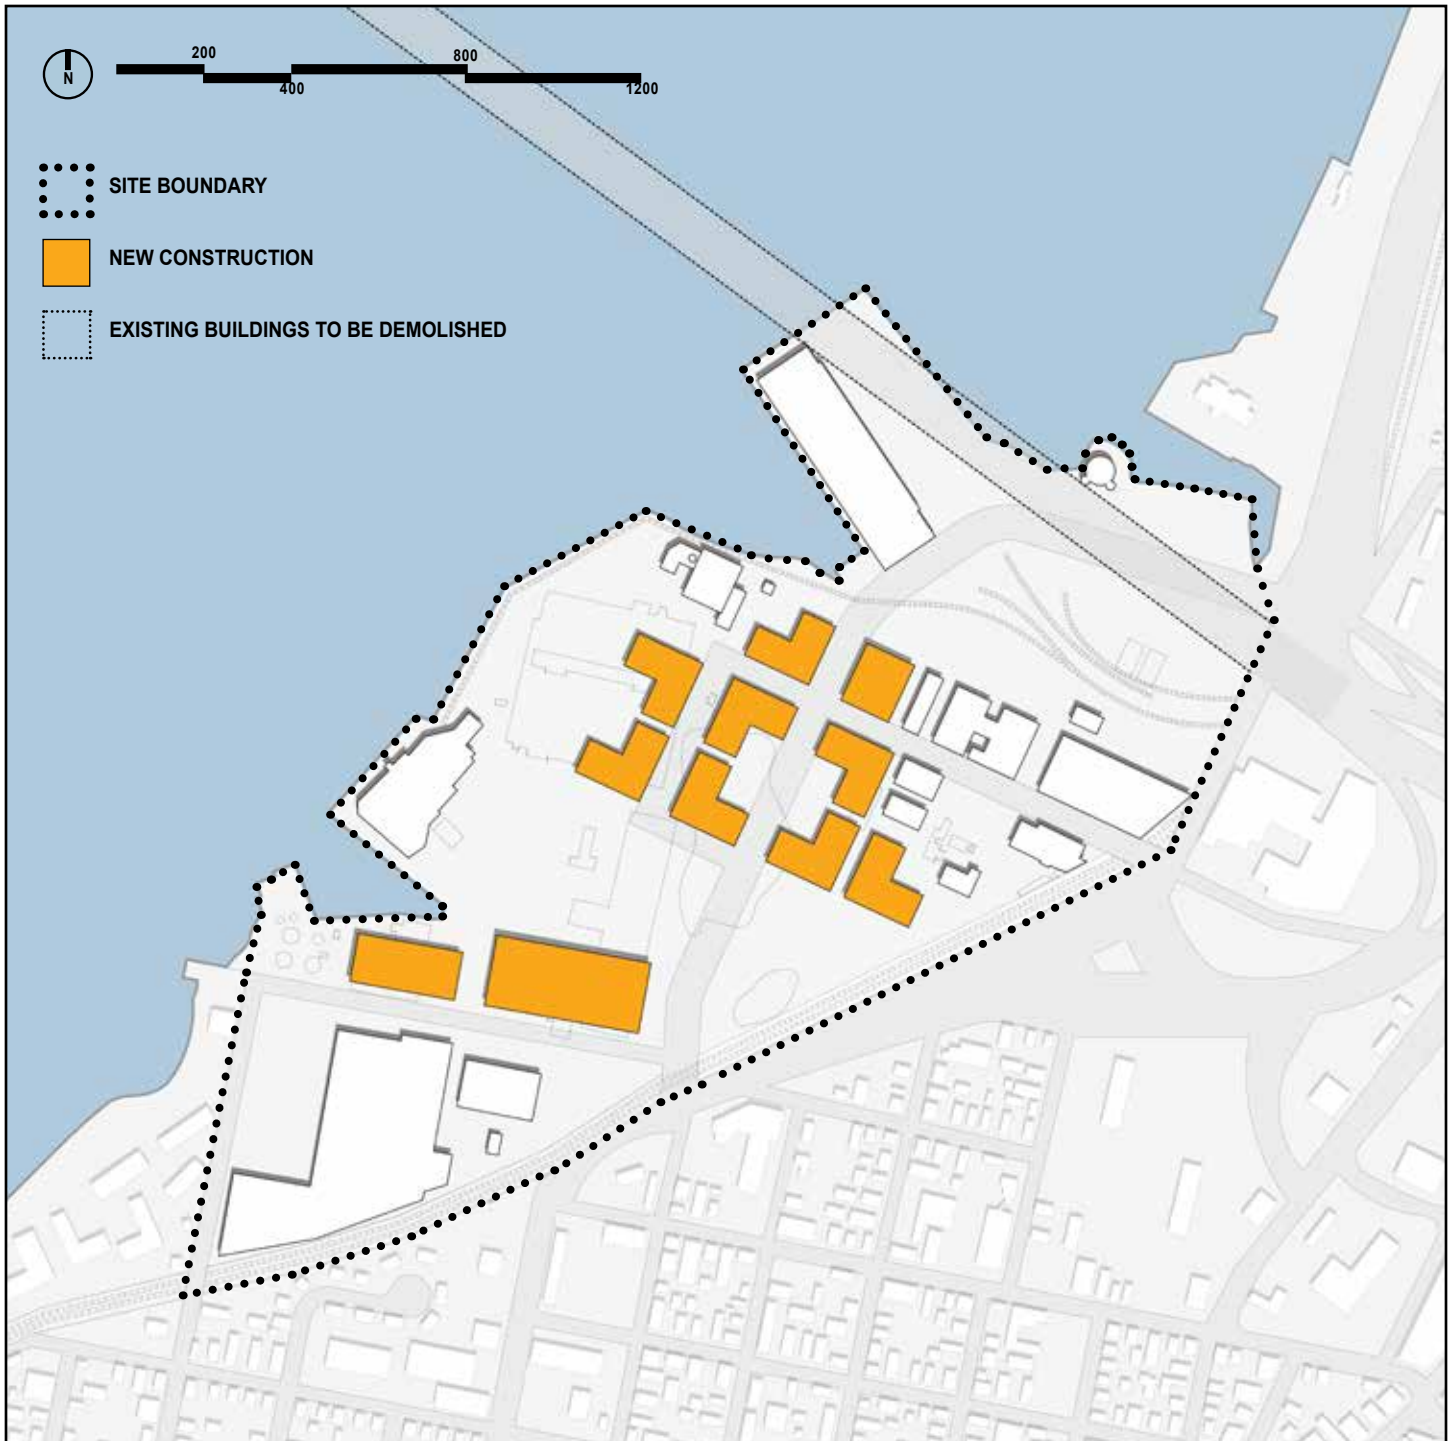 200
800
N
400
1200
SITE BOUNDARY
NEW CONSTRUCTION
EXISTING BUILDINGS TO BE DEMOLISHED